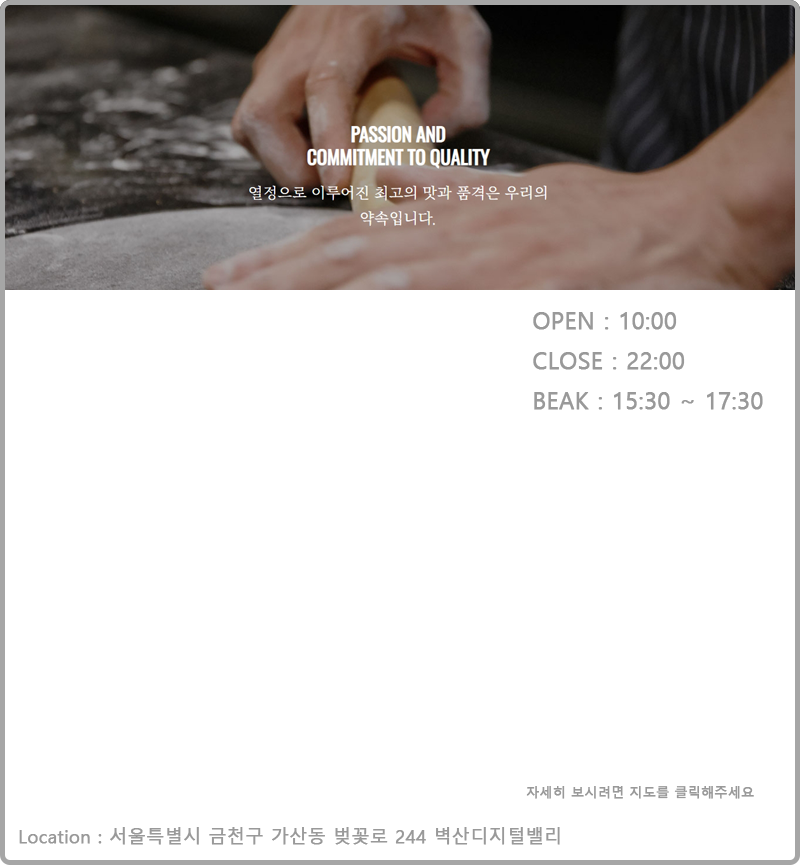 PASSION AND
COMMITMENT TO QUALITY
열정으로 이루어진 최고의 맛과 품격은 우리의
약속입니다.
OPEN : 10:00
CLOSE : 22:00
BEAK : 15:30 ~ 17:30
자세히 보시려면 지도를 클릭해주세요
Location : 서울특별시 금천구 가산동 벚꽃로 244 벽산디지털밸리